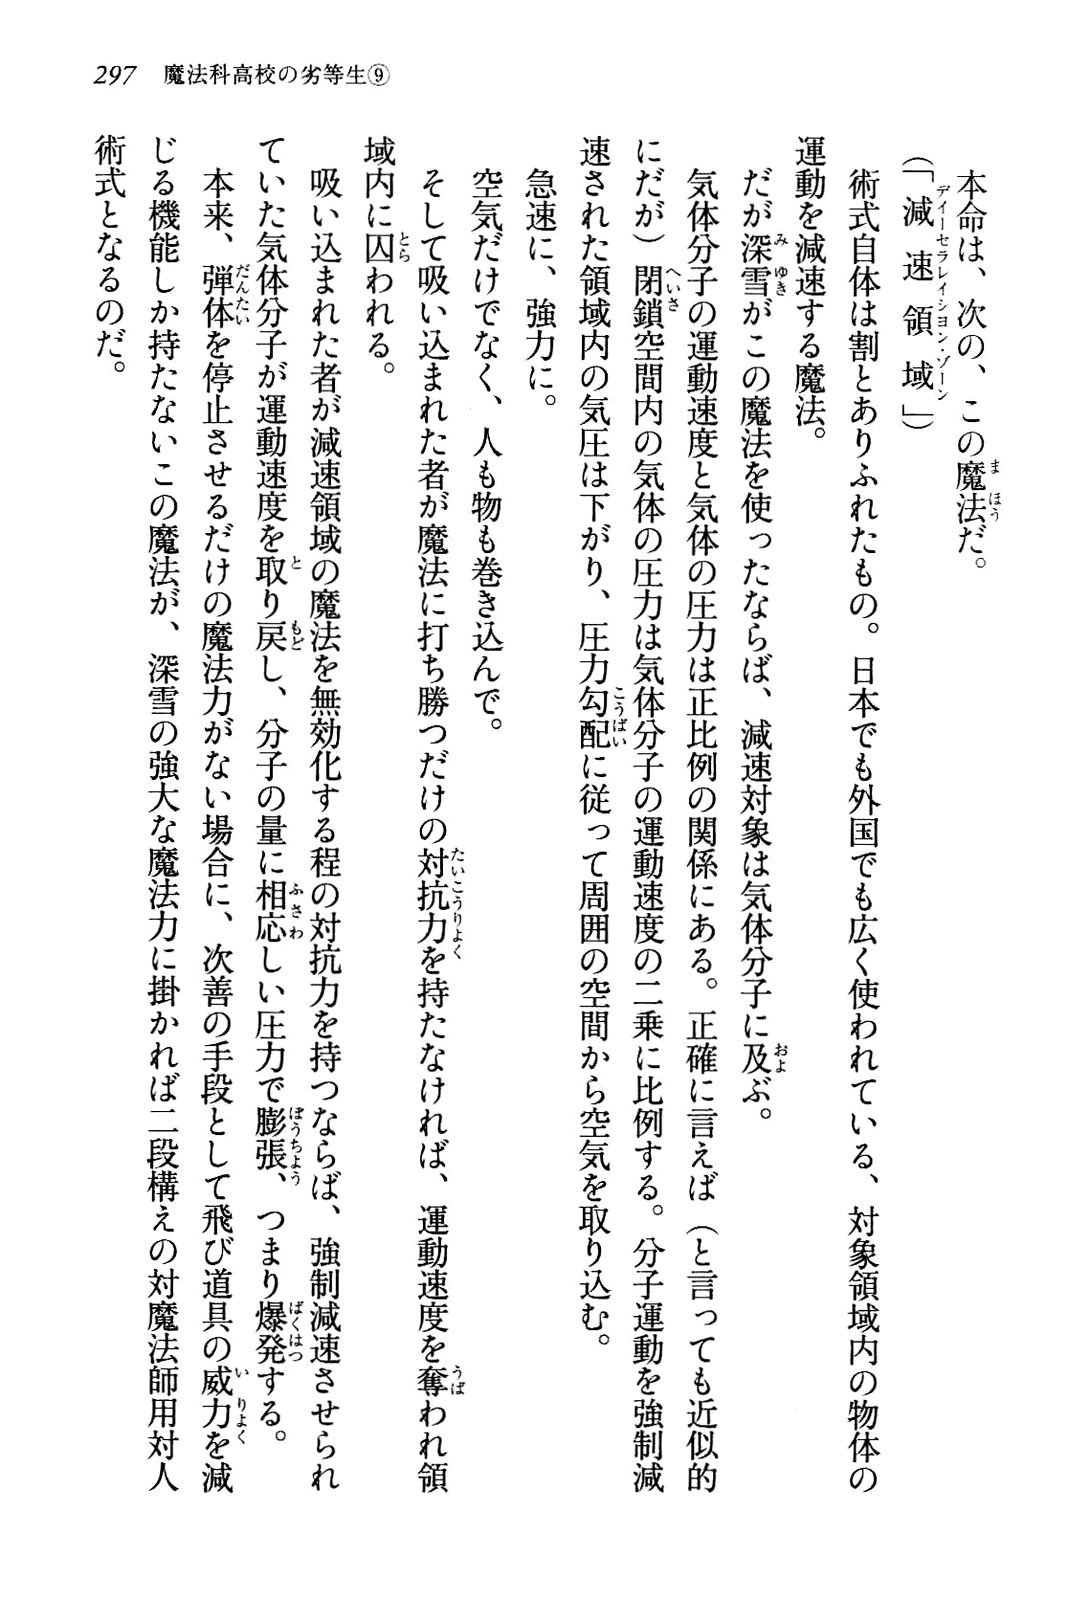 297 魔法科高校の劣等生⑨
本命は、次の、この魔法だ。
(「減速領域」)
術式自体は割とありふれたもの。日本でも外国でも広く使われている、対象領域内の物体の
運動を減速する魔法。
だが深雪がこの魔法を使ったならば、減速対象は気体分子に及ぶ。
気体分子の運動速度と気体の圧力は正比例の関係にある。正確に言えば(と言っても近似的
にだが)閉鎖空間内の気体の圧力は気体分子の運動速度の二乗に比例する。分子運動を強制減
速された領域内の気圧は下がり、圧力勾配に従って周囲の空間から空気を取り込む。
急速に、強力に。
空気だけでなく、人も物も巻き込んで。
そして吸い込まれた者が魔法に打ち勝つだけの対抗力を持たなければ、運動速度を奪われ領
域内に囚われる。
吸い込まれた者が減速領域の魔法を無効化する程の対抗力を持つならば、強制減速させられ
ていた気体分子が運動速度を取り戻し、分子の量に相応しい圧力で膨張、つまり爆発する。
本来、弾体を停止させるだけの魔法力がない場合に、次善の手段として飛び道具の威力を減
じる機能しか持たないこの魔法が、深雪の強大な魔法力に掛かれば二段構えの対魔法師用対人
術式となるのだ。